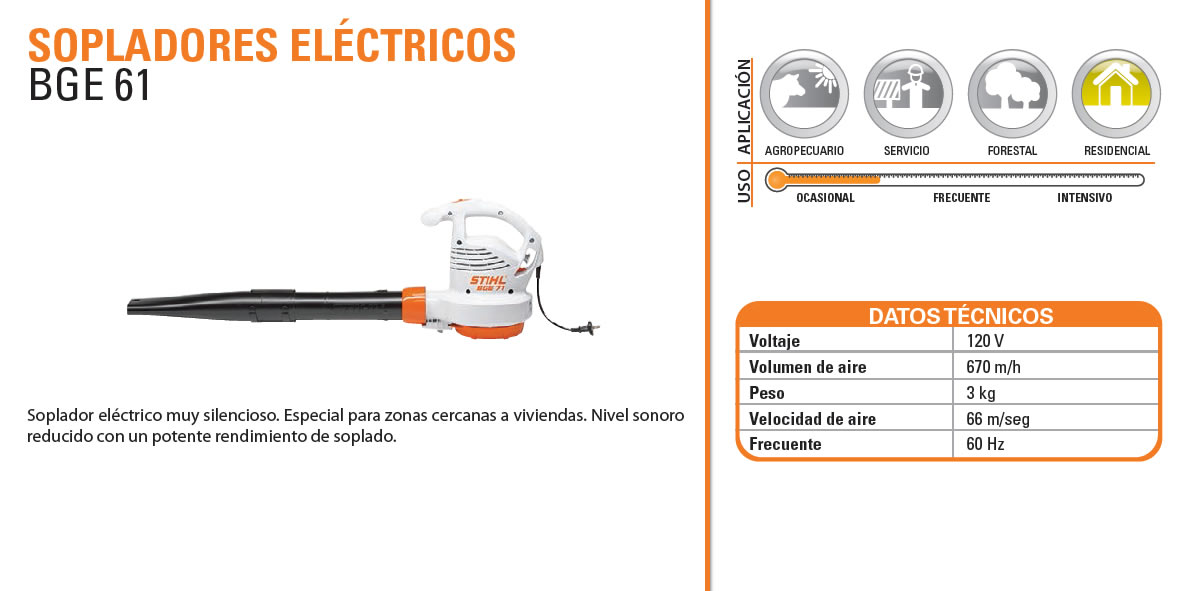 SOPLADORES ELÉCTRICOS
BGE 61
STIHL
BGE 71
Soplador eléctrico muy silencioso. Especial para zonas cercanas a viviendas. Nivel sonoro
reducido con un potente rendimiento de soplado.
APLICACIÓN
AGROPECUARIO
SERVICIO
FORESTAL
RESIDENCIAL
USO
OCASIONAL
FRECUENTE
INTENSIVO
DATOS TÉCNICOS
Voltaje 120 V
Volumen de aire 670 m/h
Peso 3 kg
Velocidad de aire 66 m/seg
Frecuente 60 Hz